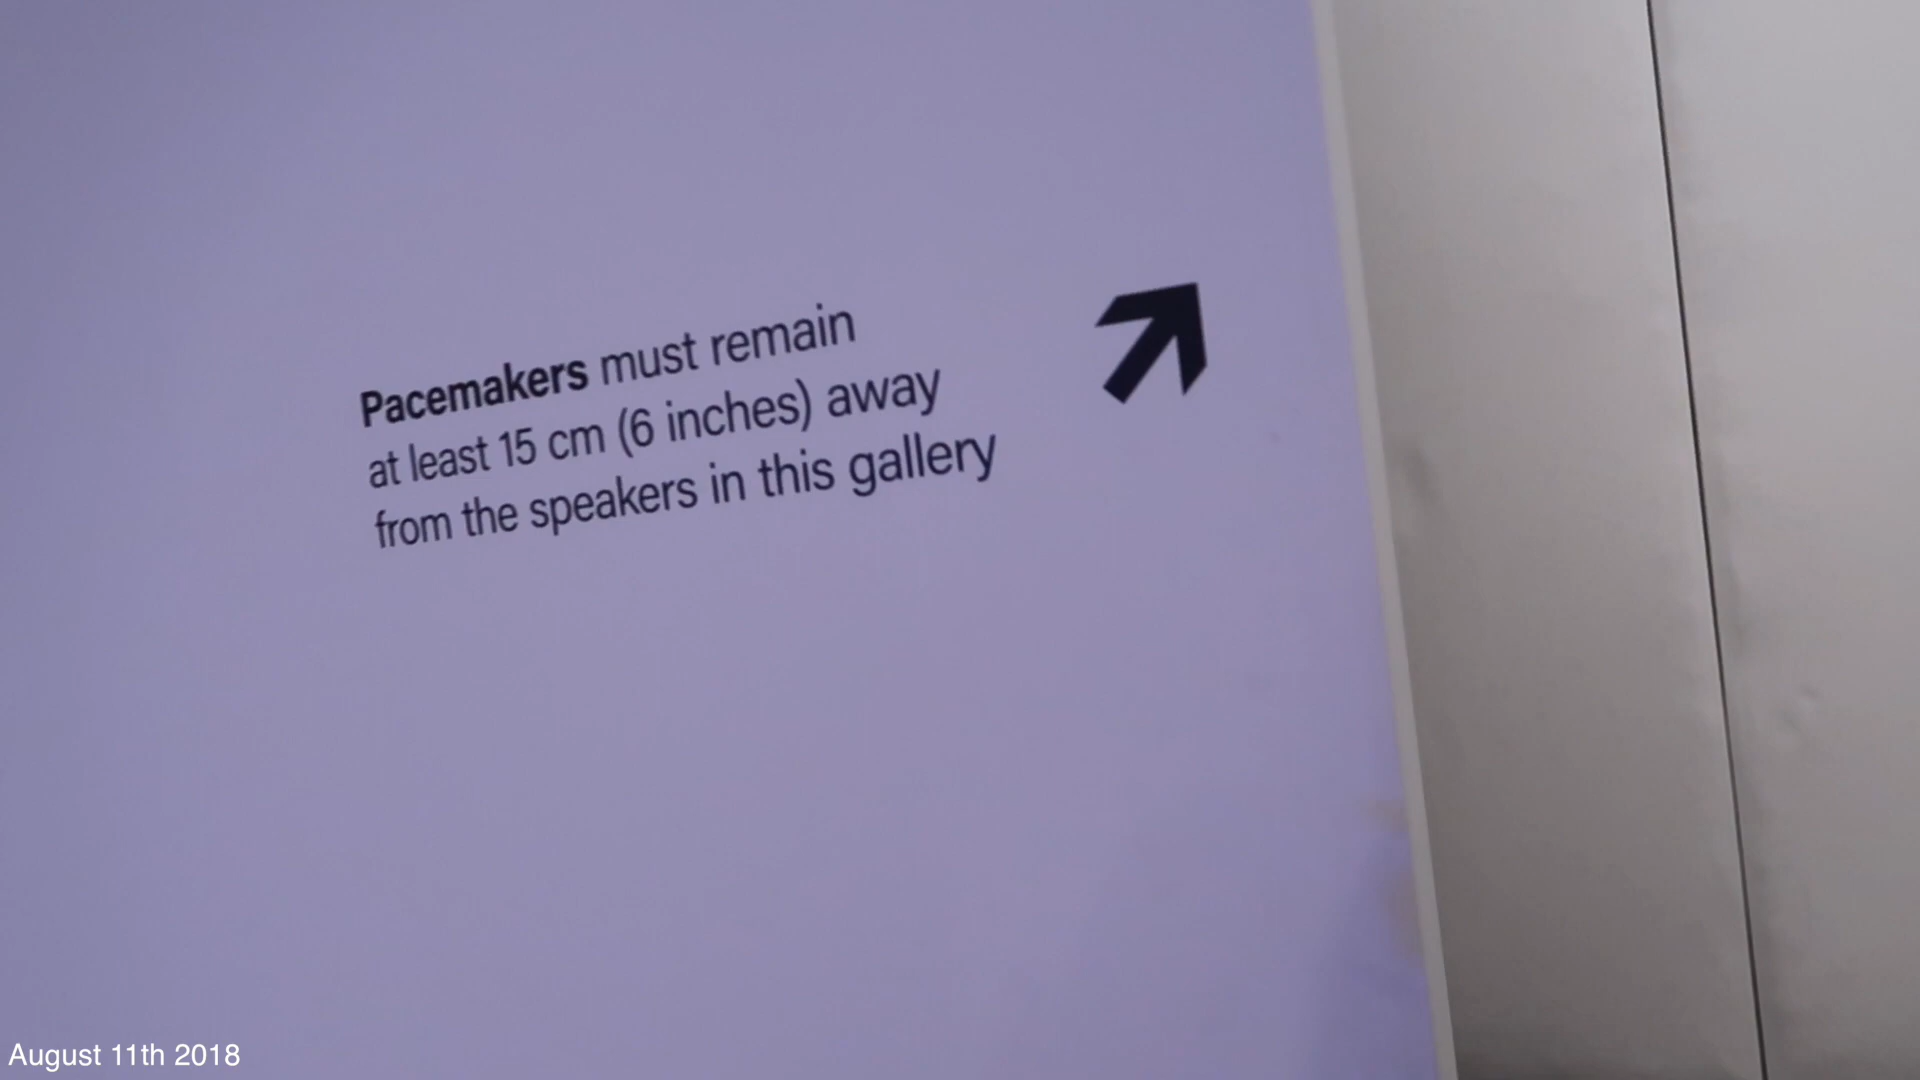 Pacemakers must remain
at least 15 cm (6 inches) away
from the speakers in this gallery
August 11th 2018